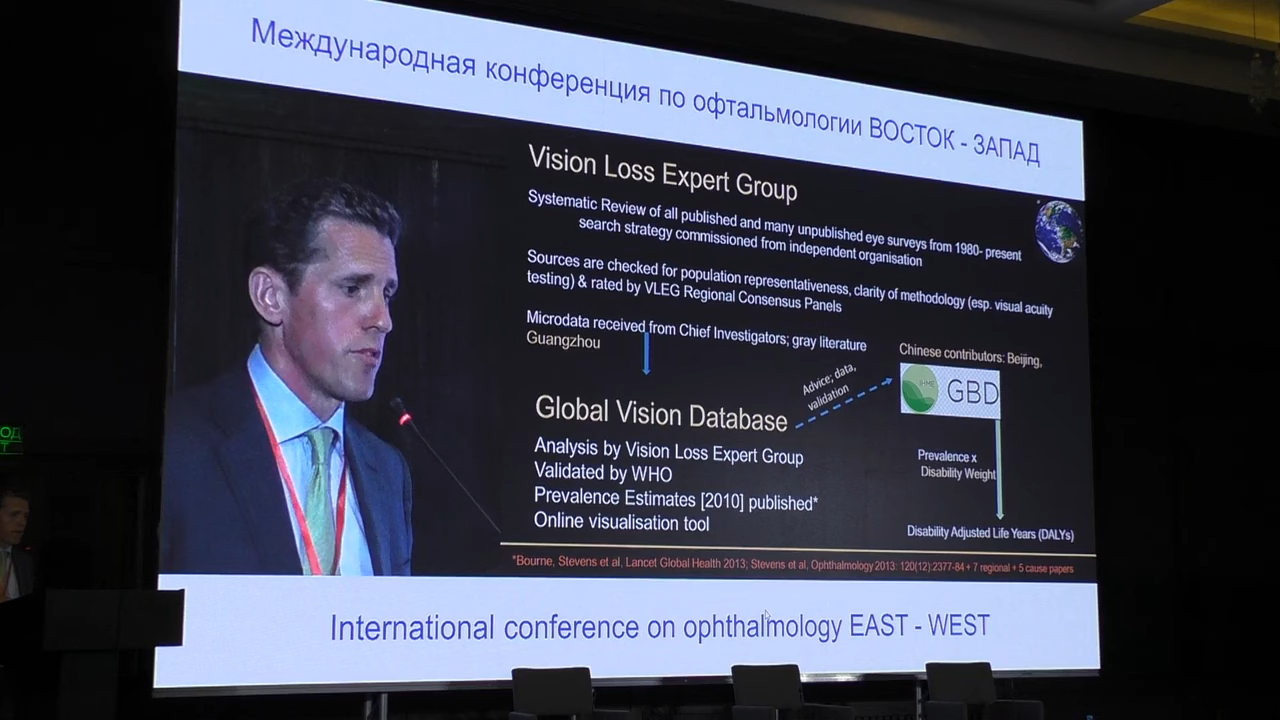 Международная конференция по офтальмологии ВОСТОК - ЗАПАД
Vision Loss Expert Group
Systematic Review of all published and many unpublished eye surveys from 1980- present
search strategy commissioned from independent organisation
Sources are checked for population representativeness, clarity of methodology (esp. visual acuity
testing) & rated by VLEG Regional Consensus Panels
Microdata received from Chief Investigators; gray literature
Guangzhou
Chinese contributors: Beijing,
Advice; data,
validation
IHME
GBD
Global Vision Database
Analysis by Vision Loss Expert Group
Validated by WHO
Prevalence Estimates [2010] published*
Online visualisation tool
Prevalence x
Disability Weight
Disability Adjusted Life Years (DALYs)
*Bourne, Stevens et al, Lancet Global Health 2013; Stevens et al, Ophthalmology 2013: 120(12):2377-84 + 7 regional + 5 cause papers
International conference on ophthalmology EAST - WEST